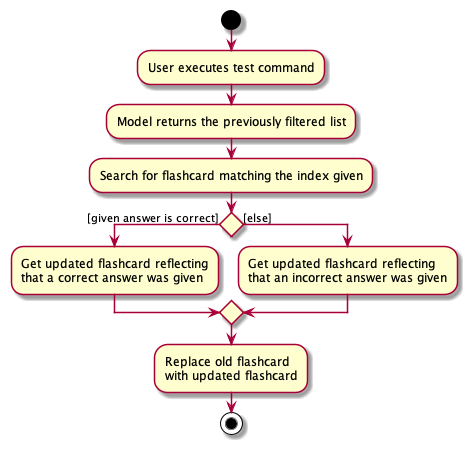 User executes test command
Model returns the previously filtered list
Search for flashcard matching the index given
[given answer is correct]
[else]
Get updated flashcard reflecting
that a correct answer was given
Get updated flashcard reflecting
that an incorrect answer was given
Replace old flashcard
with updated flashcard